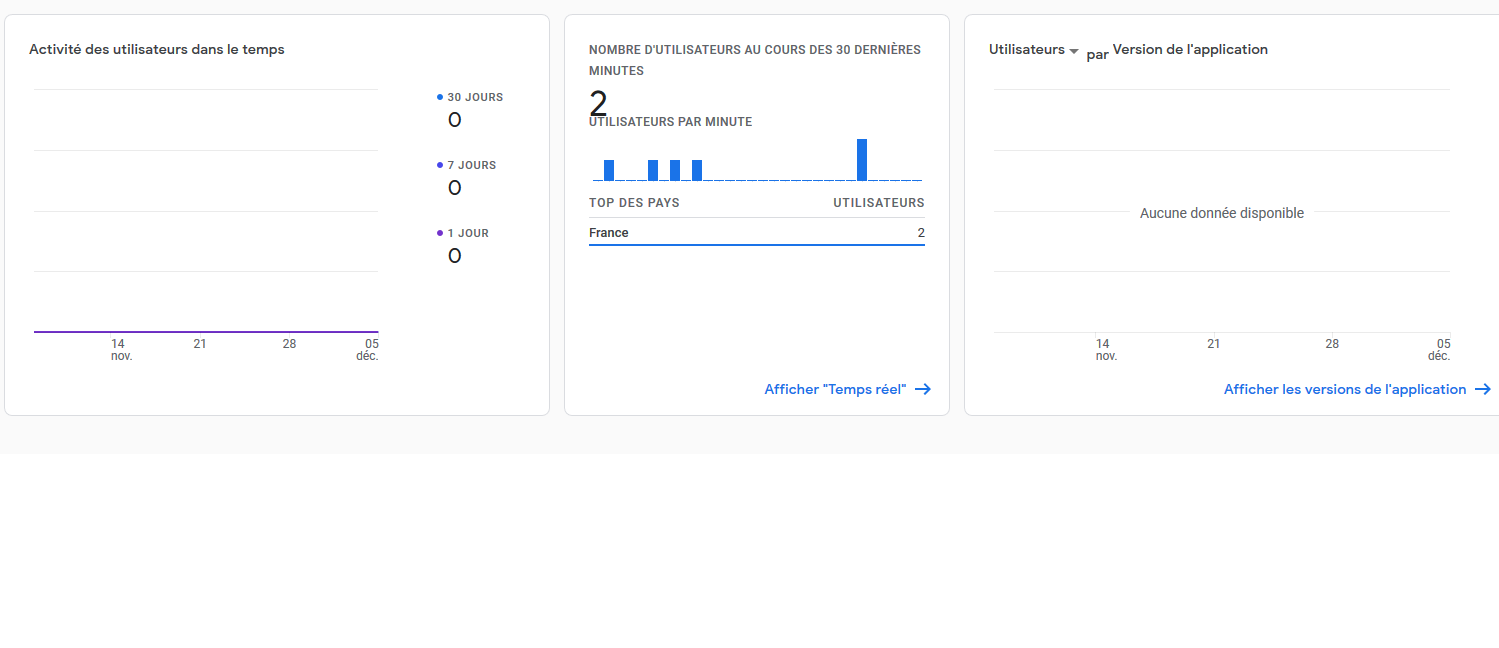 Activité des utilisateurs dans le temps
30 JOURS
0
7 JOURS
0
1 JOUR
0
14 nov.
21
28
05 déc.
NOMBRE D'UTILISATEURS AU COURS DES 30 DERNIÈRES
MINUTES
2
UTILISATEURS PAR MINUTE
TOP DES PAYS UTILISATEURS
France 2
Afficher "Temps réel"
Utilisateurs par Version de l'application
Aucune donnée disponible
14 nov.
21
28
05 déc.
Afficher les versions de l'application